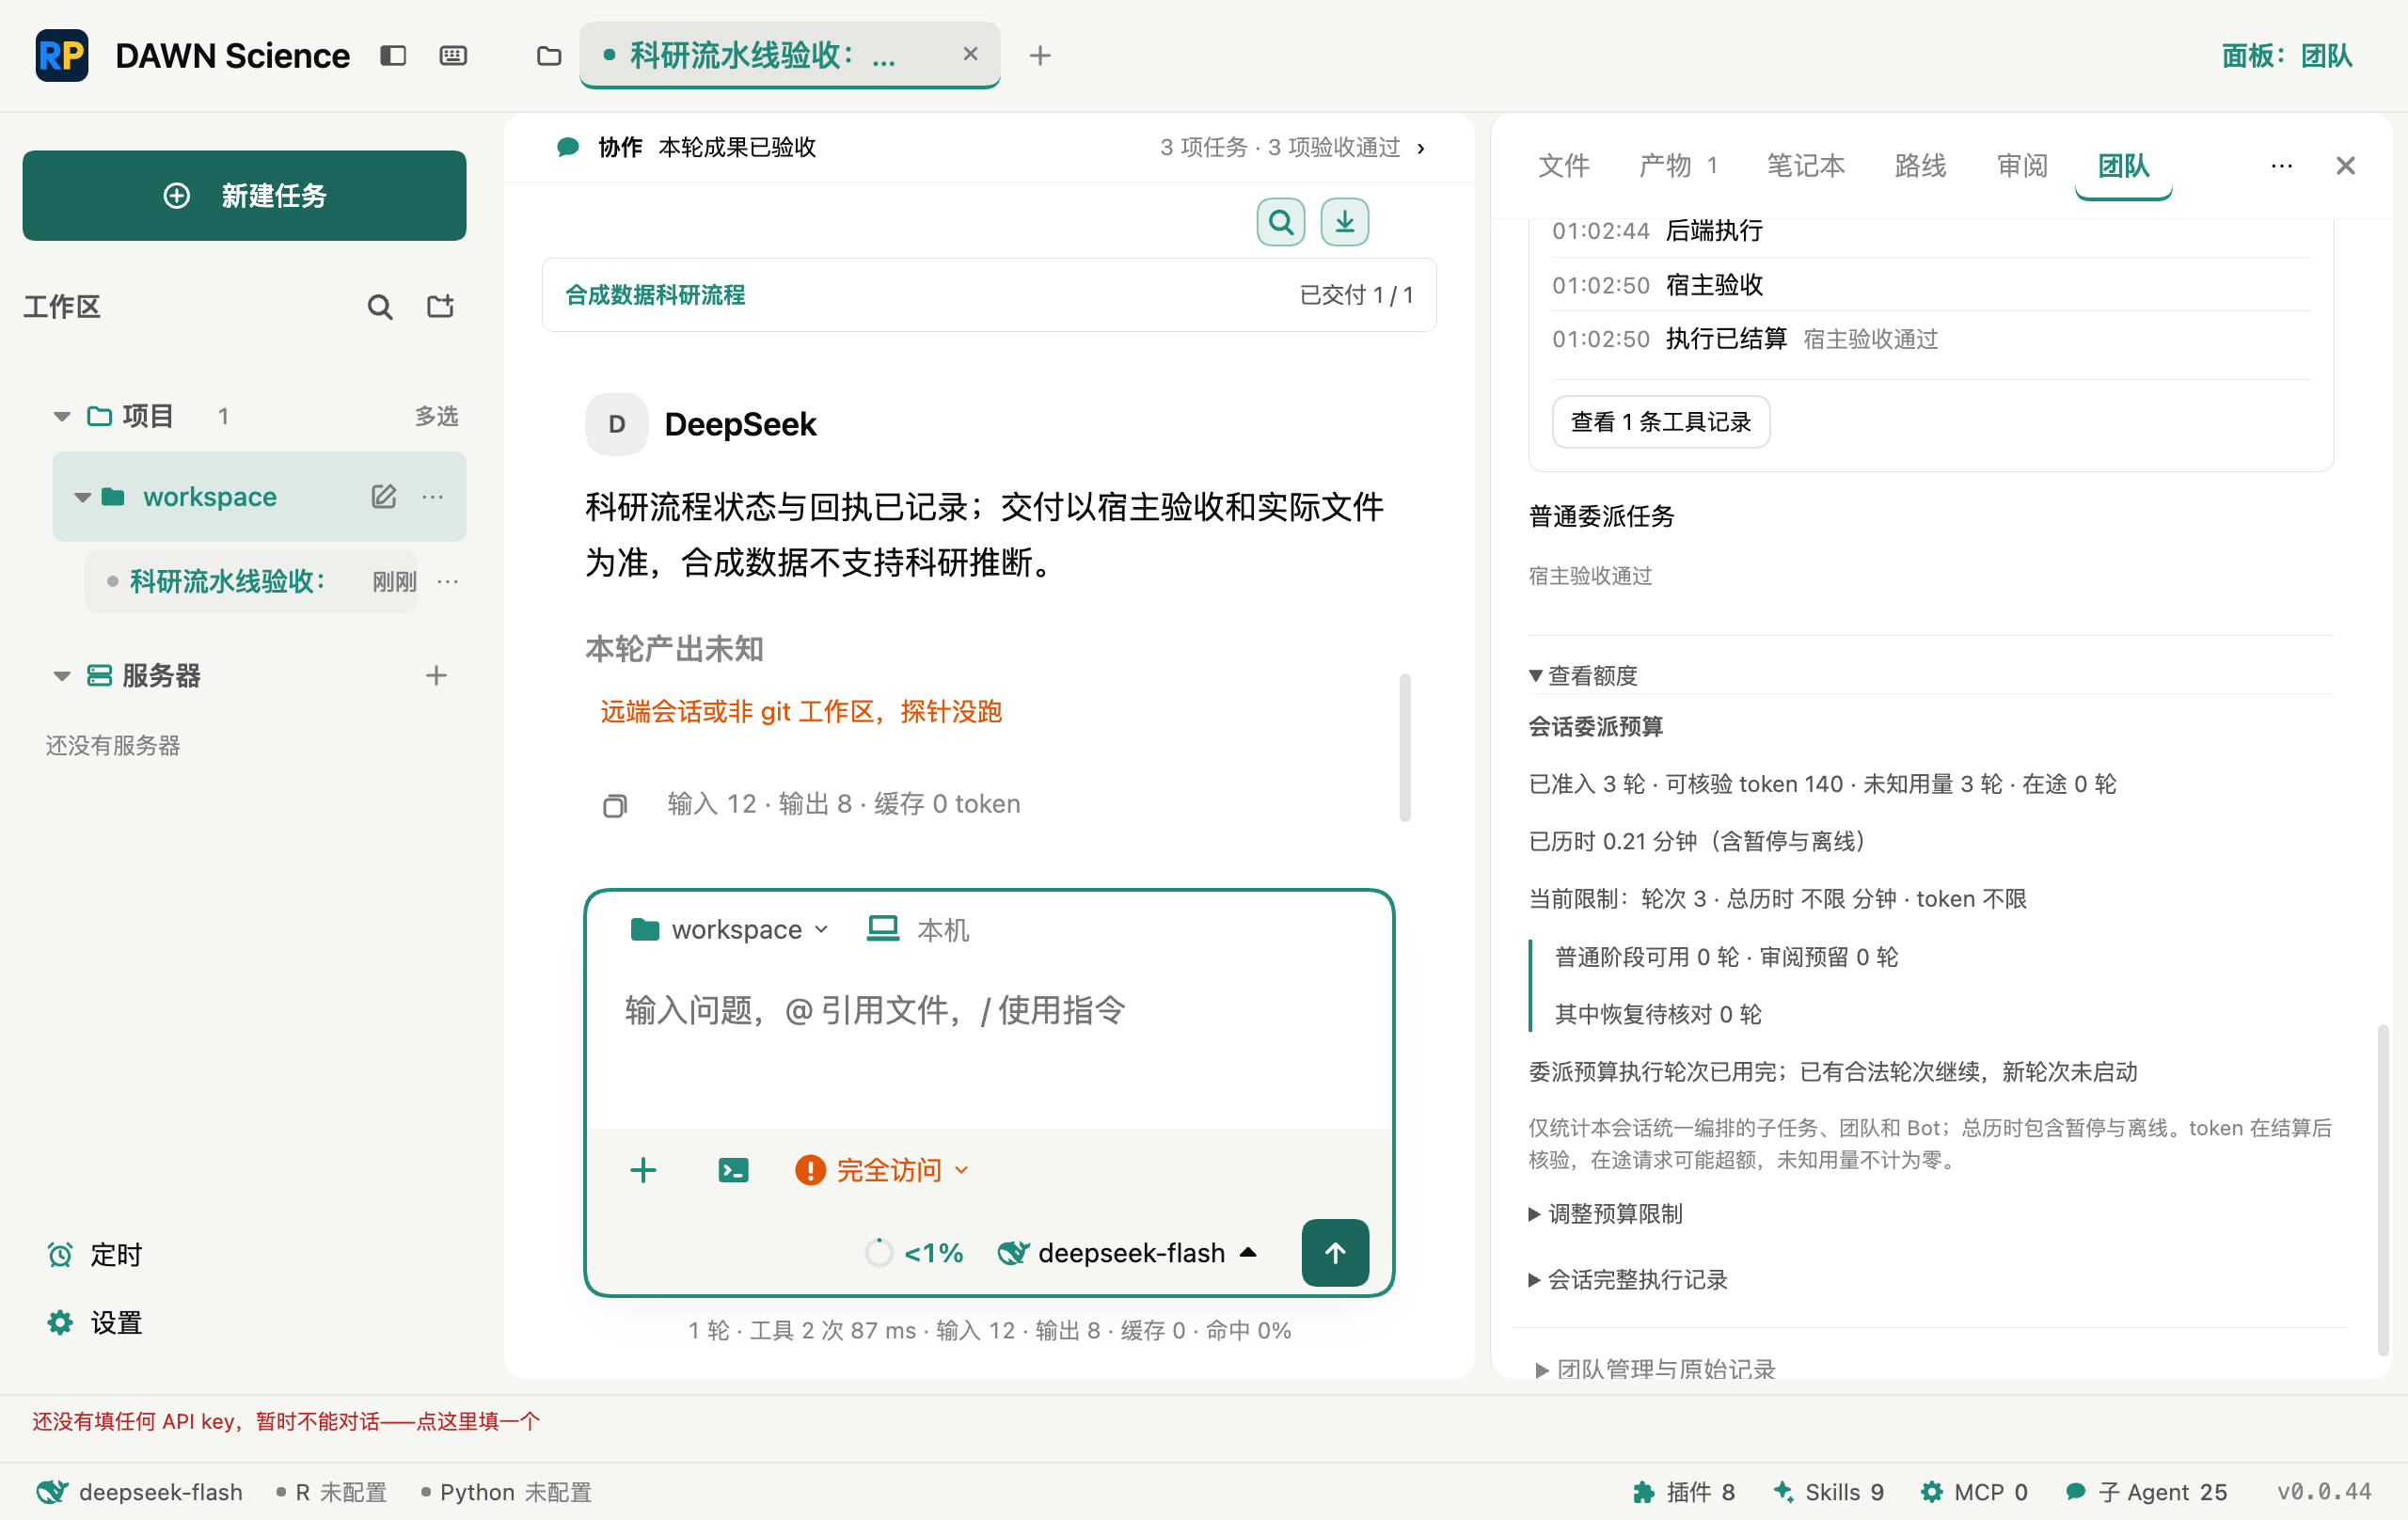 RP DAWN Science
科研流水线验收：...
面板：团队
新建任务
工作区
项目 1 多选
workspace
科研流水线验收： 刚刚
服务器
还没有服务器
定时
设置
协作 本轮成果已验收 3 项任务 · 3 项验收通过
合成数据科研流程 已交付 1 / 1
D DeepSeek
科研流程状态与回执已记录；交付以宿主验收和实际文件
为准，合成数据不支持科研推断。
本轮产出未知
远端会话或非 git 工作区，探针没跑
输入 12 · 输出 8 · 缓存 0 token
workspace 本机
输入问题，@ 引用文件，/ 使用指令
完全访问
<1% deepseek-flash
1 轮 · 工具 2 次 87 ms · 输入 12 · 输出 8 · 缓存 0 · 命中 0%
文件 产物 1 笔记本 路线 审阅 团队
01:02:44 后端执行
01:02:50 宿主验收
01:02:50 执行已结算 宿主验收通过
查看 1 条工具记录
普通委派任务
宿主验收通过
查看额度
会话委派预算
已准入 3 轮 · 可核验 token 140 · 未知用量 3 轮 · 在途 0 轮
已历时 0.21 分钟（含暂停与离线）
当前限制：轮次 3 · 总历时 不限 分钟 · token 不限
普通阶段可用 0 轮 · 审阅预留 0 轮
其中恢复待核对 0 轮
委派预算执行轮次已用完；已有合法轮次继续，新轮次未启动
仅统计本会话统一编排的子任务、团队和 Bot；总历时包含暂停与离线。token 在结算后
核验，在途请求可能超额，未知用量不计为零。
调整预算限制
会话完整执行记录
团队管理与原始记录
还没有填任何 API key，暂时不能对话——点这里填一个
deepseek-flash R 未配置 Python 未配置
插件 8 Skills 9 MCP 0 子 Agent 25 v0.0.44